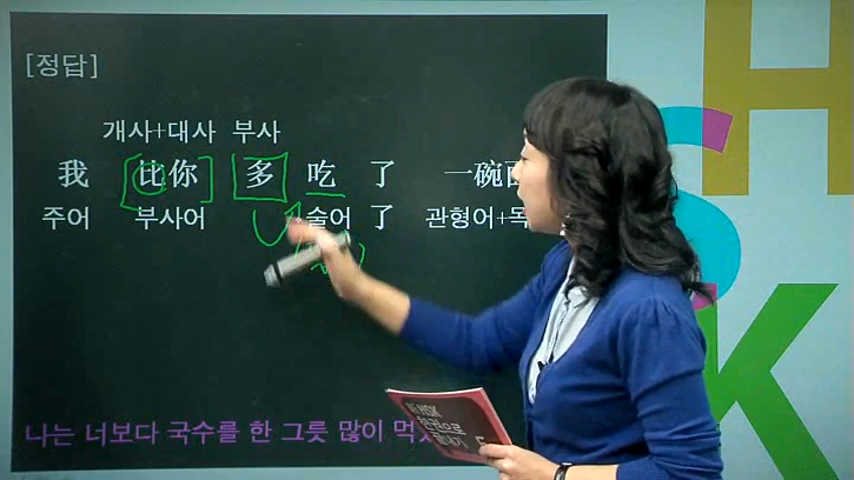 [정답]
개사+대사 부사
我 比你 多 吃 了 一碗
주어 부사어 술어 了 관형어+목
나는 너보다 국수를 한 그릇 많이
HSK